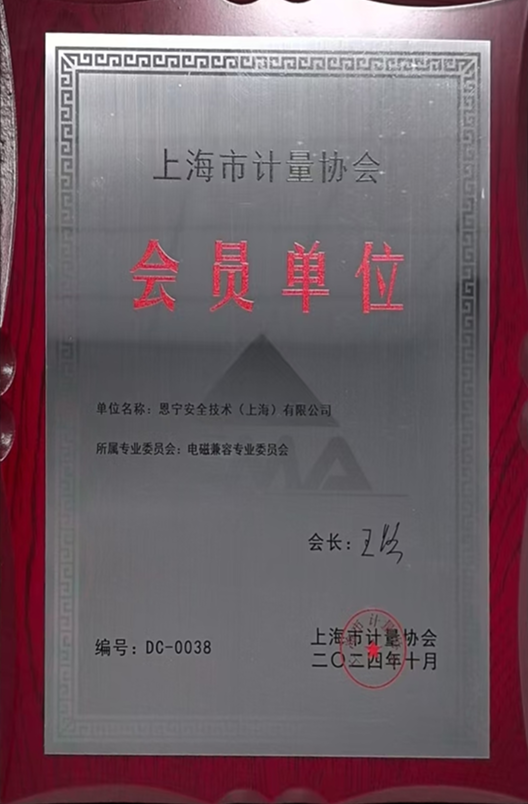 上海市计量协会
会员单位
单位名称：恩宁安全技术（上海）有限公司
所属专业委员会：电磁兼容专业委员会
会长：
编号：DC-0038
上海市计量协会
二〇二四年十月